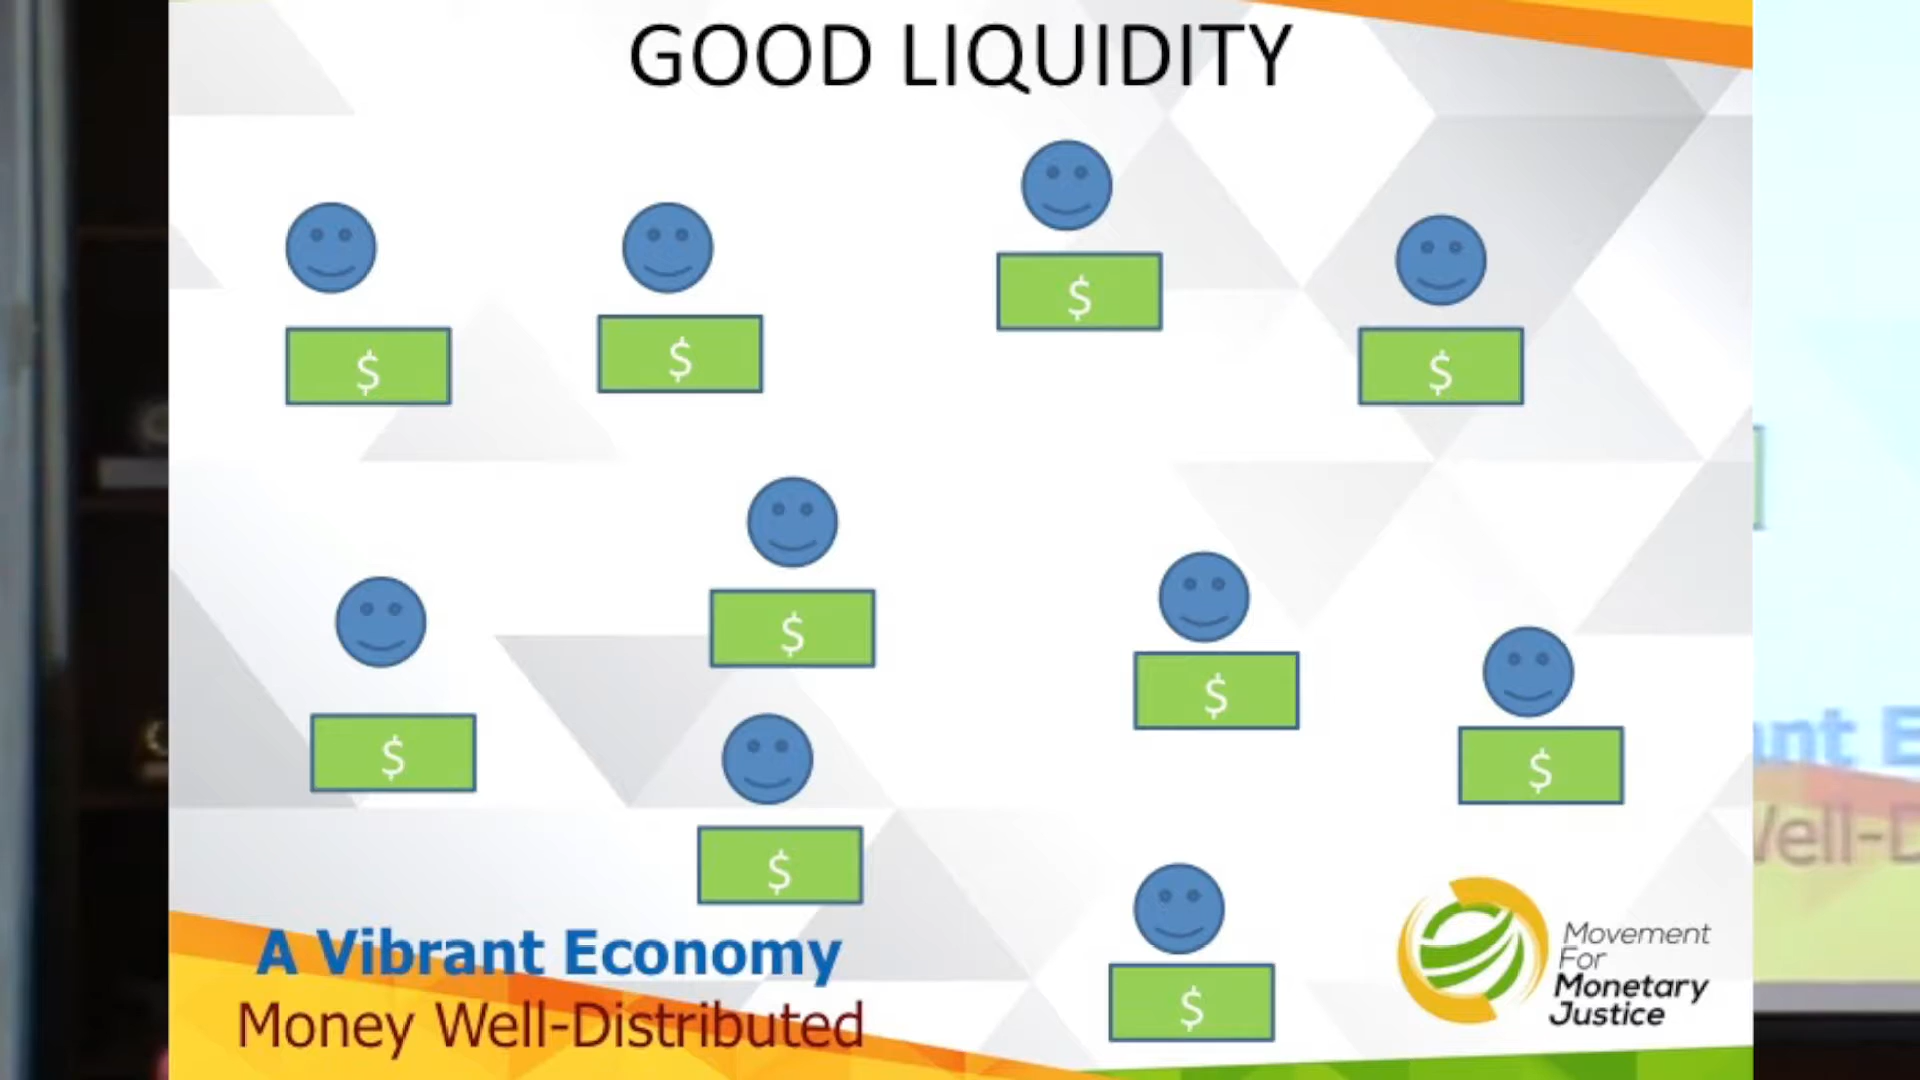 GOOD LIQUIDITY
$
$
$
$
$
$
$
$
$
$
A Vibrant Economy
Money Well-Distributed
Movement
For
Monetary
Justice